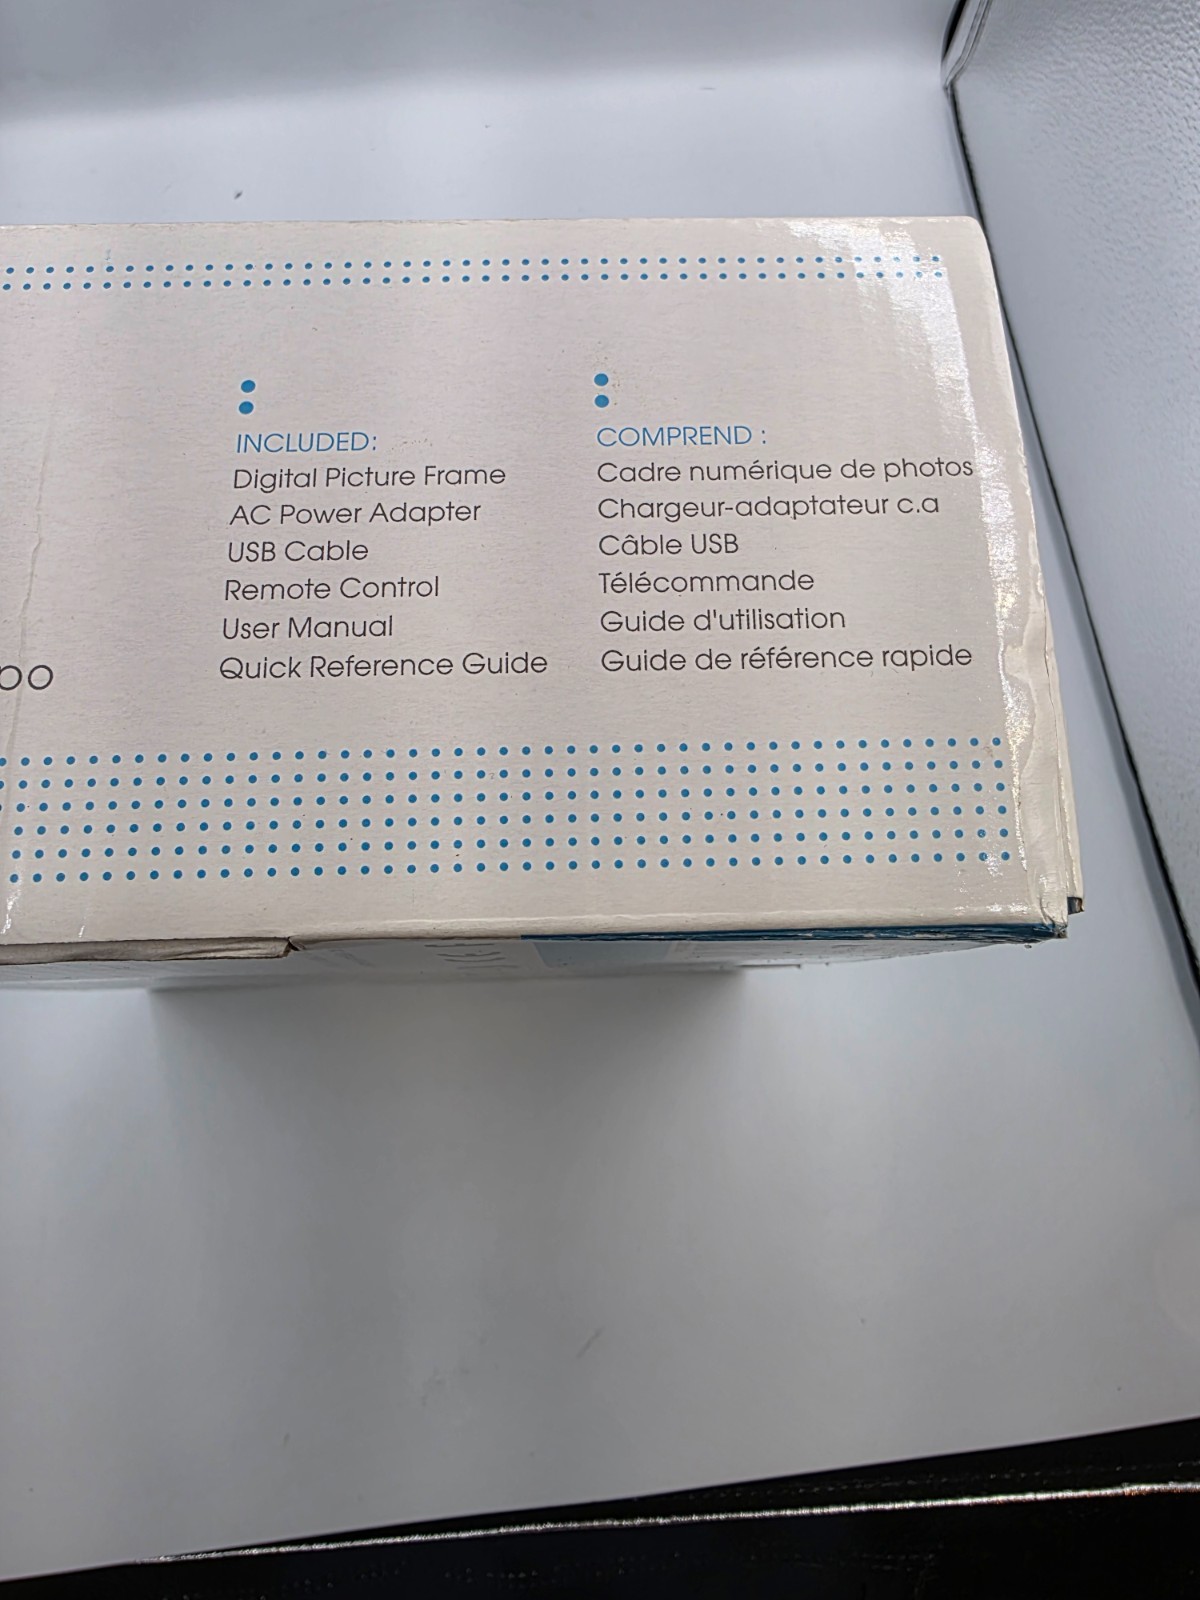 INCLUDED:
Digital Picture Frame
AC Power Adapter
USB Cable
Remote Control
User Manual
Quick Reference Guide
COMPREND :
Cadre numérique de photos
Chargeur-adaptateur c.a
Câble USB
Télécommande
Guide d'utilisation
Guide de référence rapide